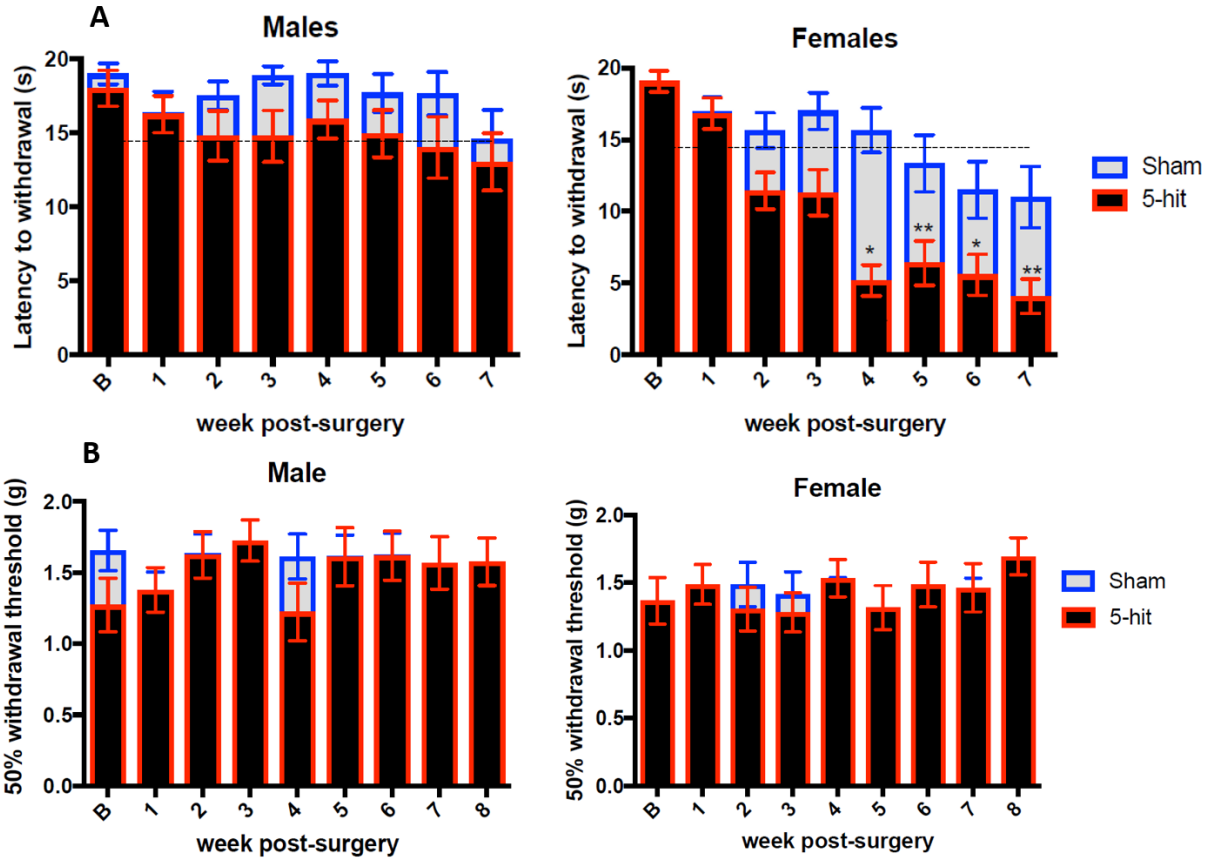 A
Males
Latency to withdrawal (s)
20
15
10
5
0
B 1 2 3 4 5 6 7
week post-surgery
Females
Latency to withdrawal (s)
20
15
10
5
0
* ** * **
B 1 2 3 4 5 6 7
week post-surgery
Sham
5-hit
B
Male
50% withdrawal threshold (g)
2.0
1.5
1.0
0.5
0.0
B 1 2 3 4 5 6 7 8
week post-surgery
Female
50% withdrawal threshold (g)
2.0
1.5
1.0
0.5
0.0
B 1 2 3 4 5 6 7 8
week post-surgery
Sham
5-hit